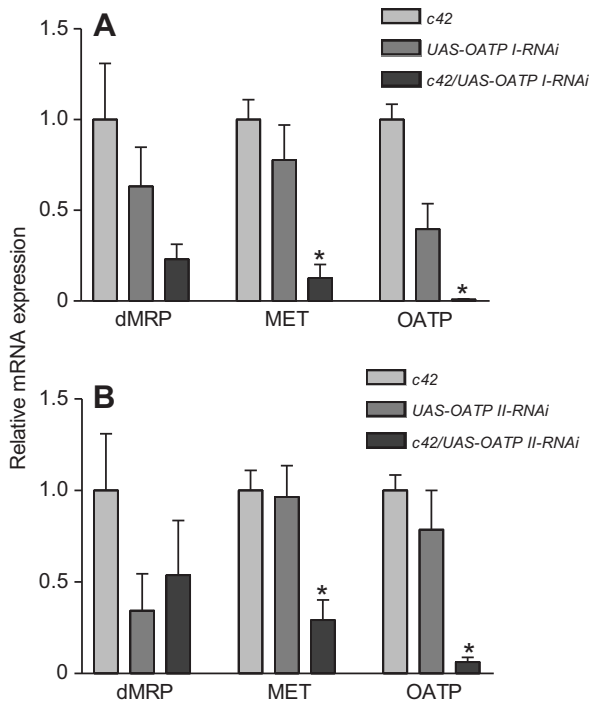 Relative mRNA expression
A
c42
UAS-OATP I-RNAi
c42/UAS-OATP I-RNAi
1.5
1.0
0.5
0
*
*
dMRP MET OATP
B
c42
UAS-OATP II-RNAi
c42/UAS-OATP II-RNAi
1.5
1.0
0.5
0
*
*
dMRP MET OATP